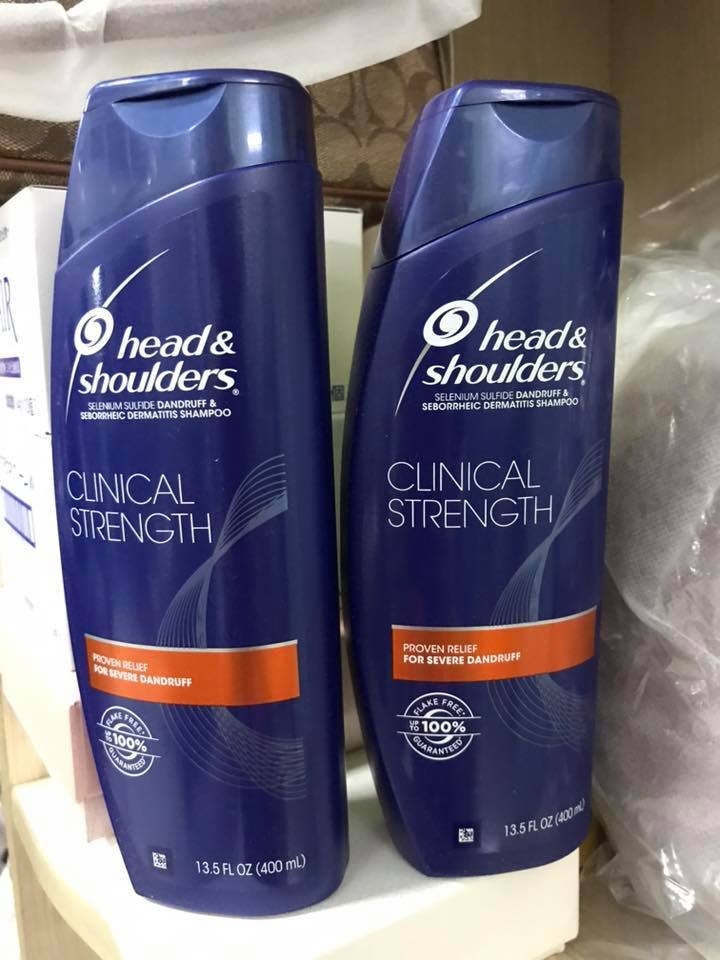 head &
shoulders®
SELENIUM SULFIDE DANDRUFF &
SEBORRHEIC DERMATITIS SHAMPOO
CLINICAL
STRENGTH
PROVEN RELIEF
FOR SEVERE DANDRUFF
FLAKE FREE*
UP TO 100%
GUARANTEED
13.5 FL OZ (400 mL)
head &
shoulders®
SELENIUM SULFIDE DANDRUFF &
SEBORRHEIC DERMATITIS SHAMPOO
CLINICAL
STRENGTH
PROVEN RELIEF
FOR SEVERE DANDRUFF
FLAKE FREE*
UP TO 100%
GUARANTEED
13.5 FL OZ (400 mL)